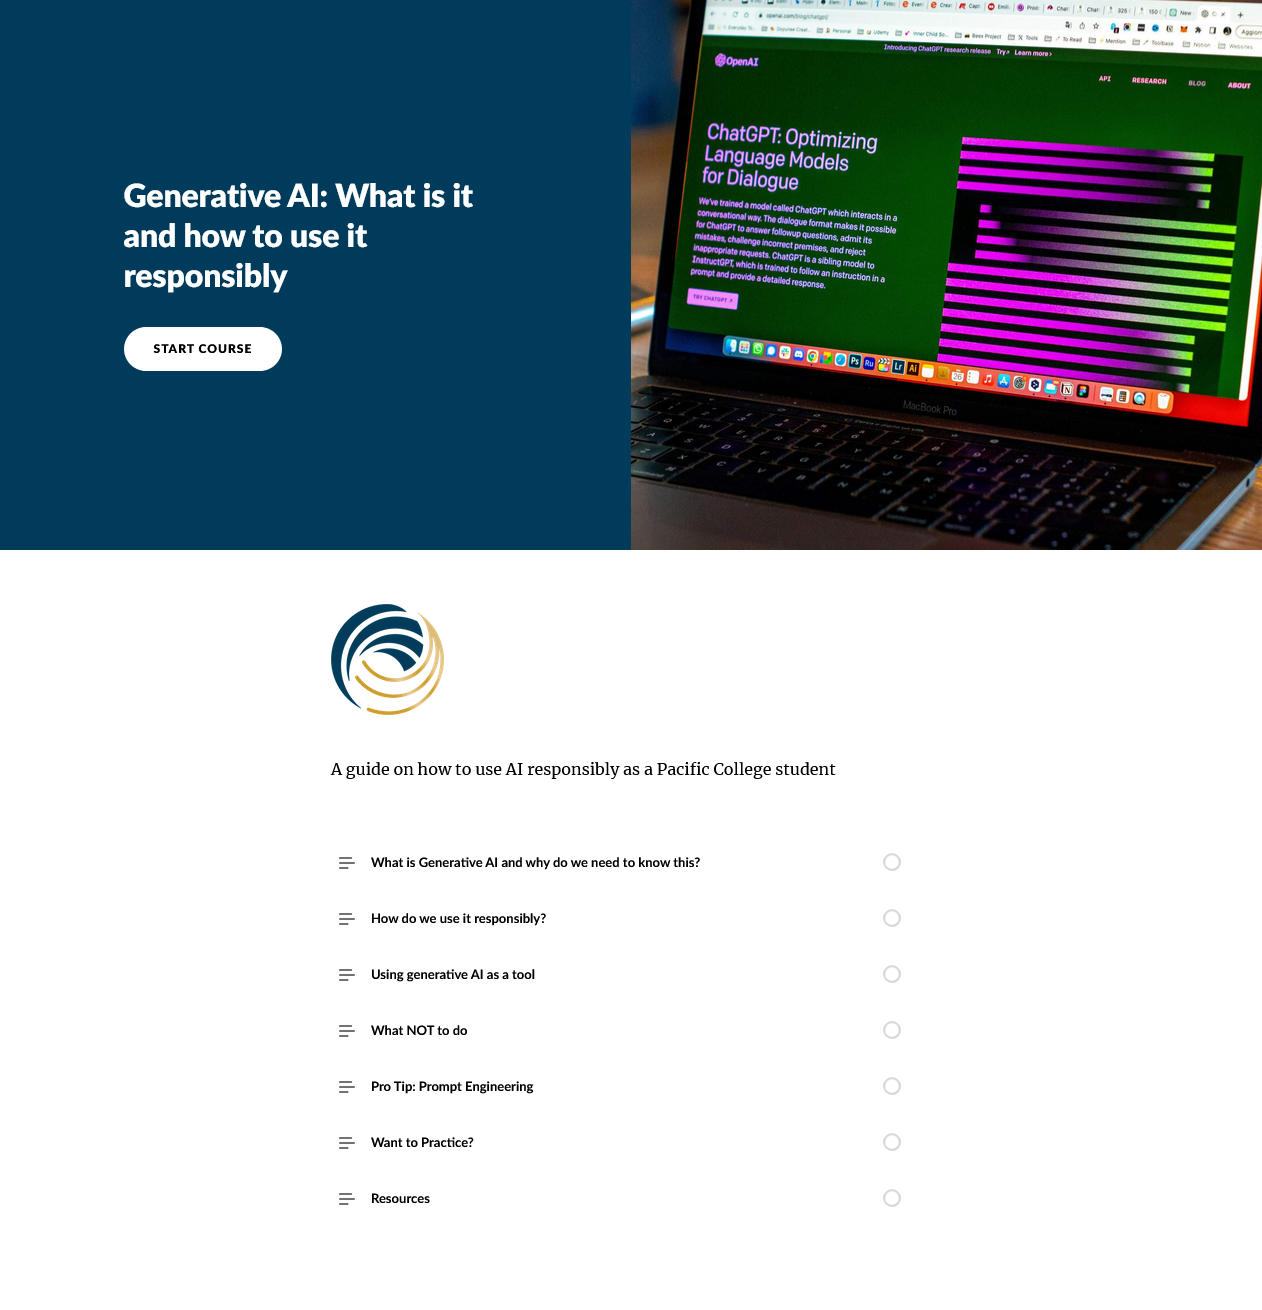 Generative AI: What is it
and how to use it
responsibly
START COURSE
openai.com/blog/chatgpt/
Introducing ChatGPT research release Try Learn more
OpenAI
API RESEARCH BLOG ABOUT
ChatGPT: Optimizing
Language Models
for Dialogue
We've trained a model called ChatGPT which interacts in a
conversational way. The dialogue format makes it possible
for ChatGPT to answer followup questions, admit its
mistakes, challenge incorrect premises, and reject
inappropriate requests. ChatGPT is a sibling model to
InstructGPT, which is trained to follow an instruction in a
prompt and provide a detailed response.
TRY CHATGPT
MacBook Pro
A guide on how to use AI responsibly as a Pacific College student
What is Generative AI and why do we need to know this?
How do we use it responsibly?
Using generative AI as a tool
What NOT to do
Pro Tip: Prompt Engineering
Want to Practice?
Resources